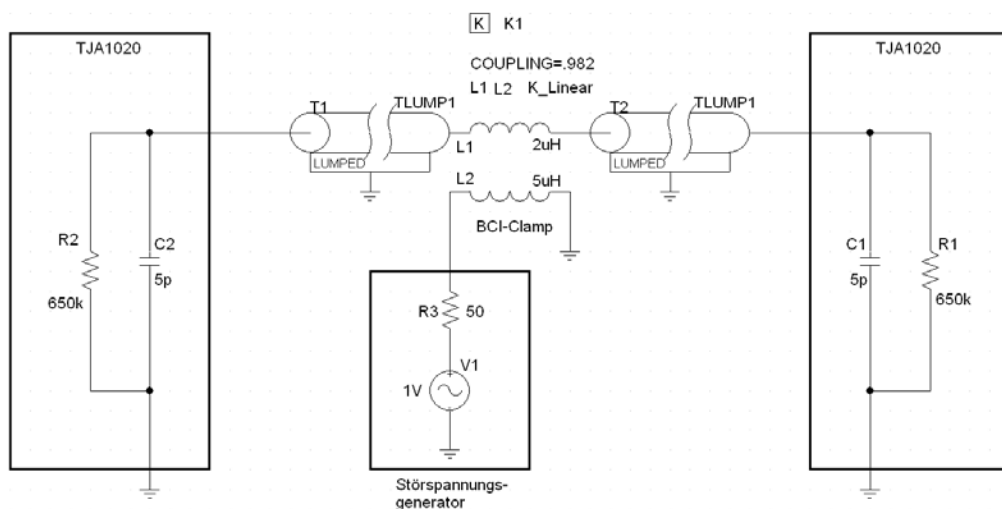 K K1
TJA1020
TJA1020
COUPLING=.982
L1 L2 K_Linear
T1
TLUMP1
T2
TLUMP1
LUMPED
L1
2uH
LUMPED
L2
5uH
BCI-Clamp
R2
C2
5p
650k
C1
5p
R1
650k
R3 50
V1
1V
Störspannungs-
generator